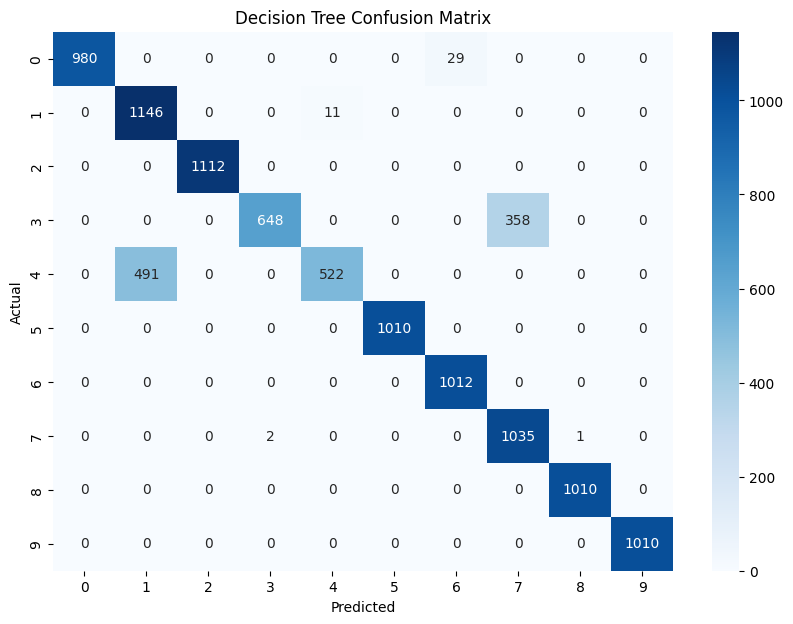 Decision Tree Confusion Matrix
Actual
0 980 0 0 0 0 0 29 0 0 0
1 0 1146 0 0 11 0 0 0 0 0
2 0 0 1112 0 0 0 0 0 0 0
3 0 0 0 648 0 0 0 358 0 0
4 0 491 0 0 522 0 0 0 0 0
5 0 0 0 0 0 1010 0 0 0 0
6 0 0 0 0 0 0 1012 0 0 0
7 0 0 0 2 0 0 0 1035 1 0
8 0 0 0 0 0 0 0 0 1010 0
9 0 0 0 0 0 0 0 0 0 1010
0 1 2 3 4 5 6 7 8 9
Predicted
1000
800
600
400
200
0